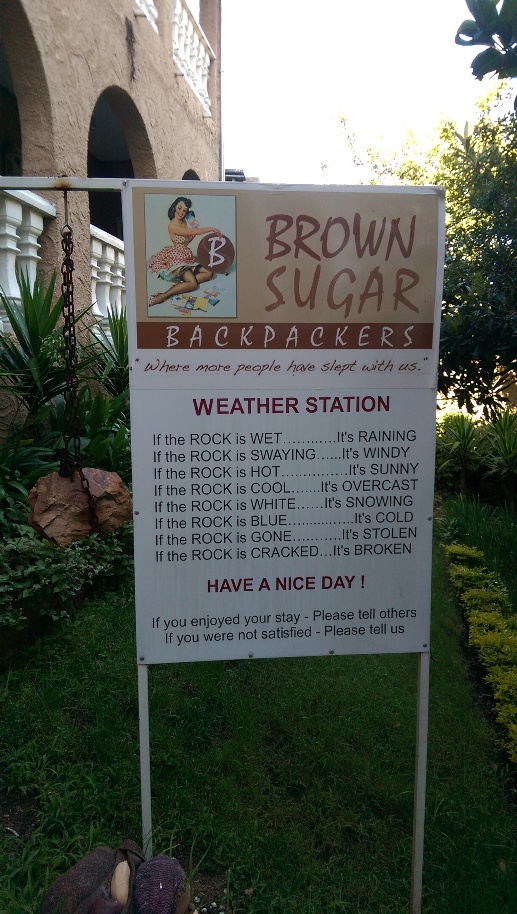 B
BROWN
SUGAR
BACKPACKERS
"Where more people have slept with us."
WEATHER STATION
If the ROCK is WET............It's RAINING
If the ROCK is SWAYING......It's WINDY
If the ROCK is HOT................It's SUNNY
If the ROCK is COOL.......It's OVERCAST
If the ROCK is WHITE......It's SNOWING
If the ROCK is BLUE................It's COLD
If the ROCK is GONE...........It's STOLEN
If the ROCK is CRACKED...It's BROKEN
HAVE A NICE DAY !
If you enjoyed your stay - Please tell others
If you were not satisfied - Please tell us